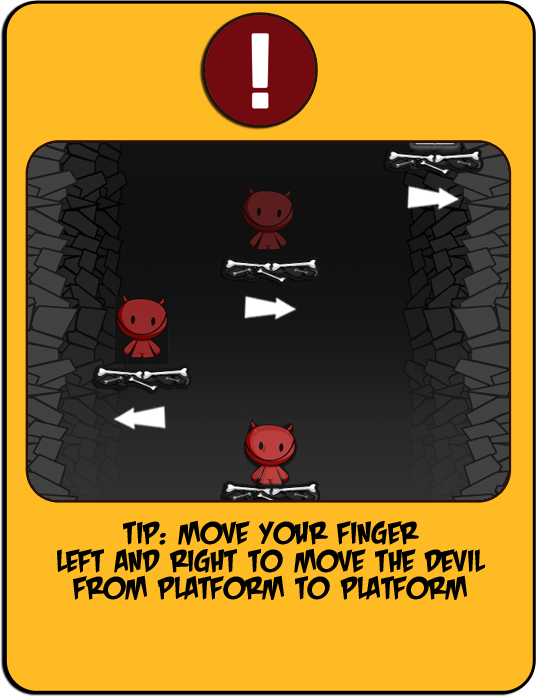 !
TIP: MOVE YOUR FINGER
LEFT AND RIGHT TO MOVE THE DEVIL
FROM PLATFORM TO PLATFORM